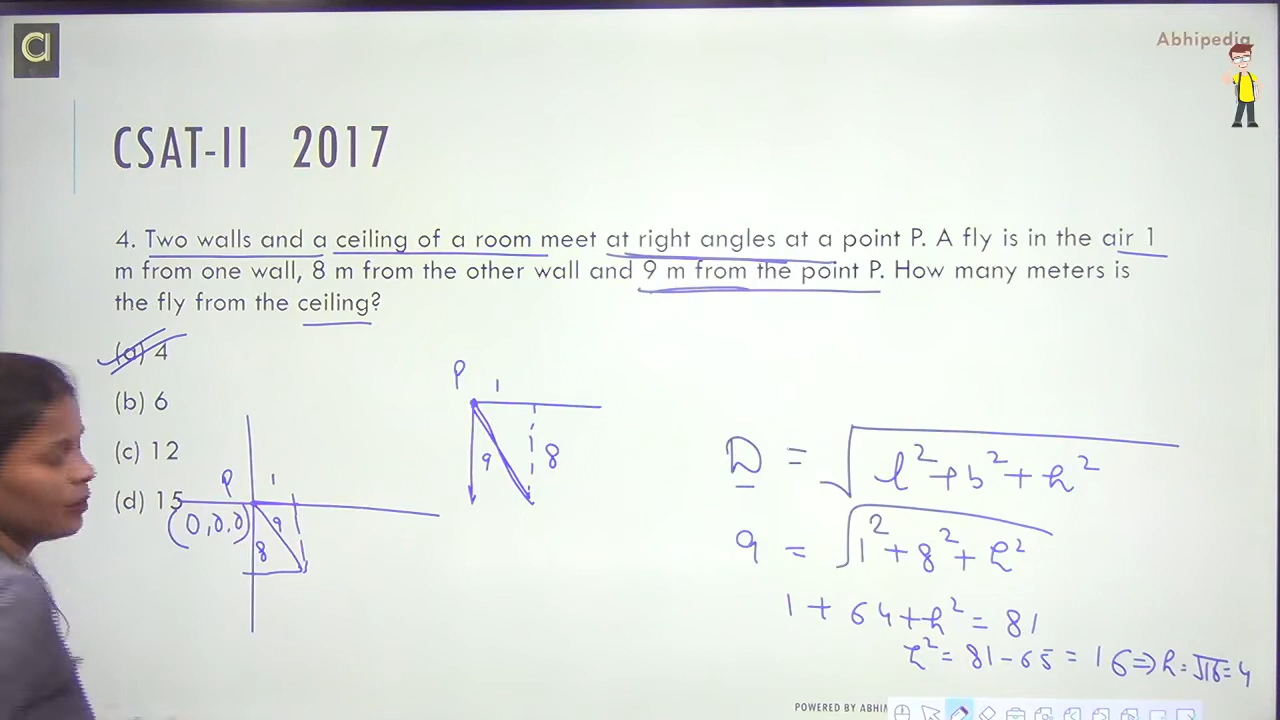 a
Abhipedia
CSAT-II 2017
4. Two walls and a ceiling of a room meet at right angles at a point P. A fly is in the air 1
m from one wall, 8 m from the other wall and 9 m from the point P. How many meters is
the fly from the ceiling?
(a) 4
(b) 6
(c) 12
(d) 15
P 1
9 8
P 1
(0,0.0) 9
8
D = √l²+b²+h²
9 = √1²+8²+h²
1 + 64+h² = 81
h² = 81-65 = 16⇒h=√16=4
POWERED BY